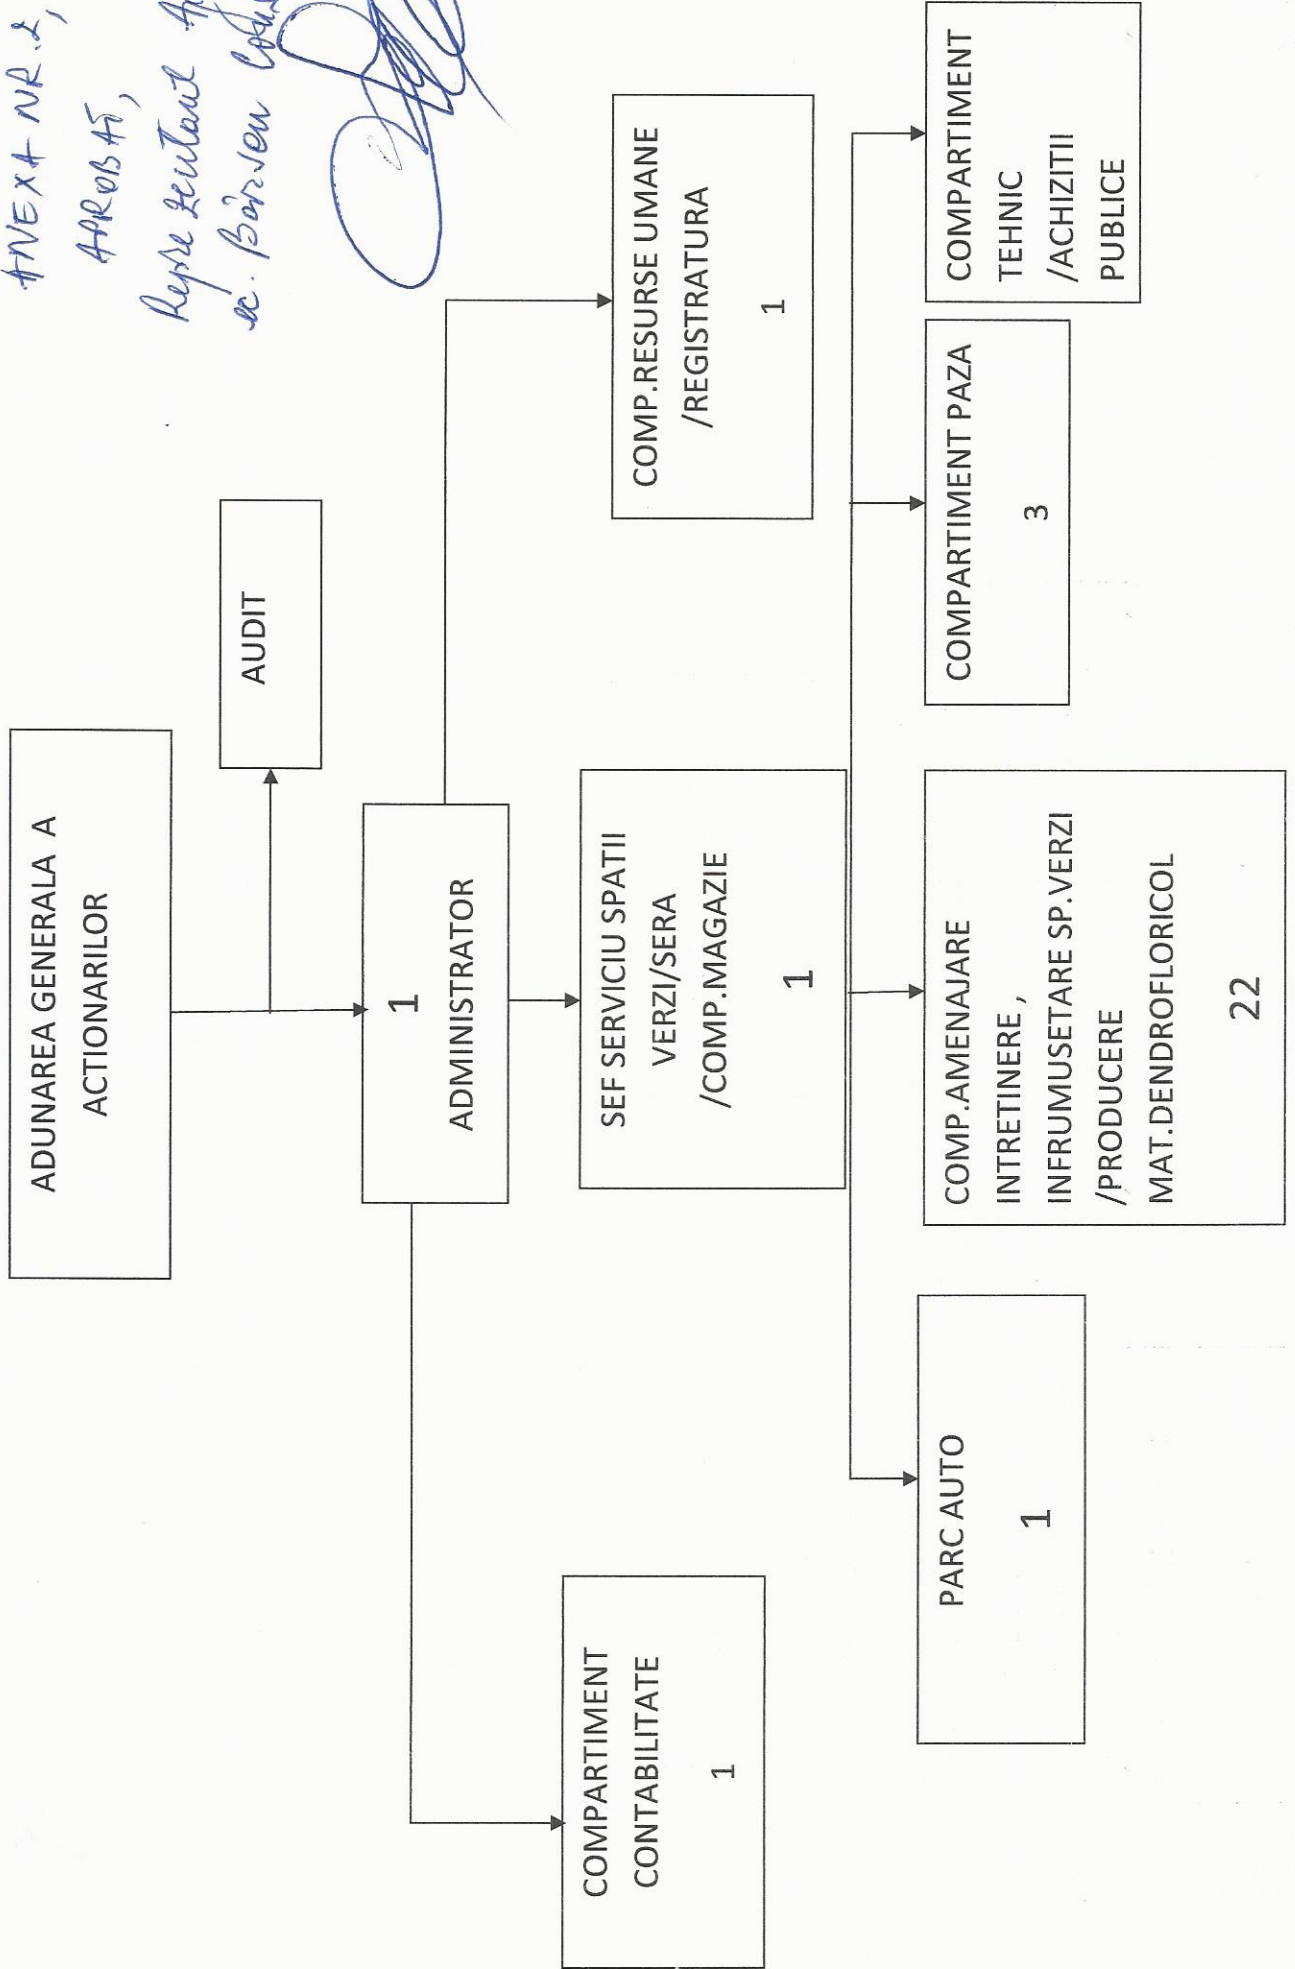 ANEXA NR.2,
APROBAT,
Reprezentant
ec.
ADUNAREA GENERALA A
ACTIONARILOR
AUDIT
1
ADMINISTRATOR
COMPARTIMENT
CONTABILITATE
1
SEF SERVICIU SPATII
VERZI/SERA
/COMP.MAGAZIE
1
COMP.RESURSE UMANE
/REGISTRATURA
1
PARC AUTO
1
COMP.AMENAJARE
INTRETINERE ,
INFRUMUSETARE SP.VERZI
/PRODUCERE
MAT.DENDROFLORICOL
22
COMPARTIMENT PAZA
3
COMPARTIMENT
TEHNIC
/ACHIZITII
PUBLICE